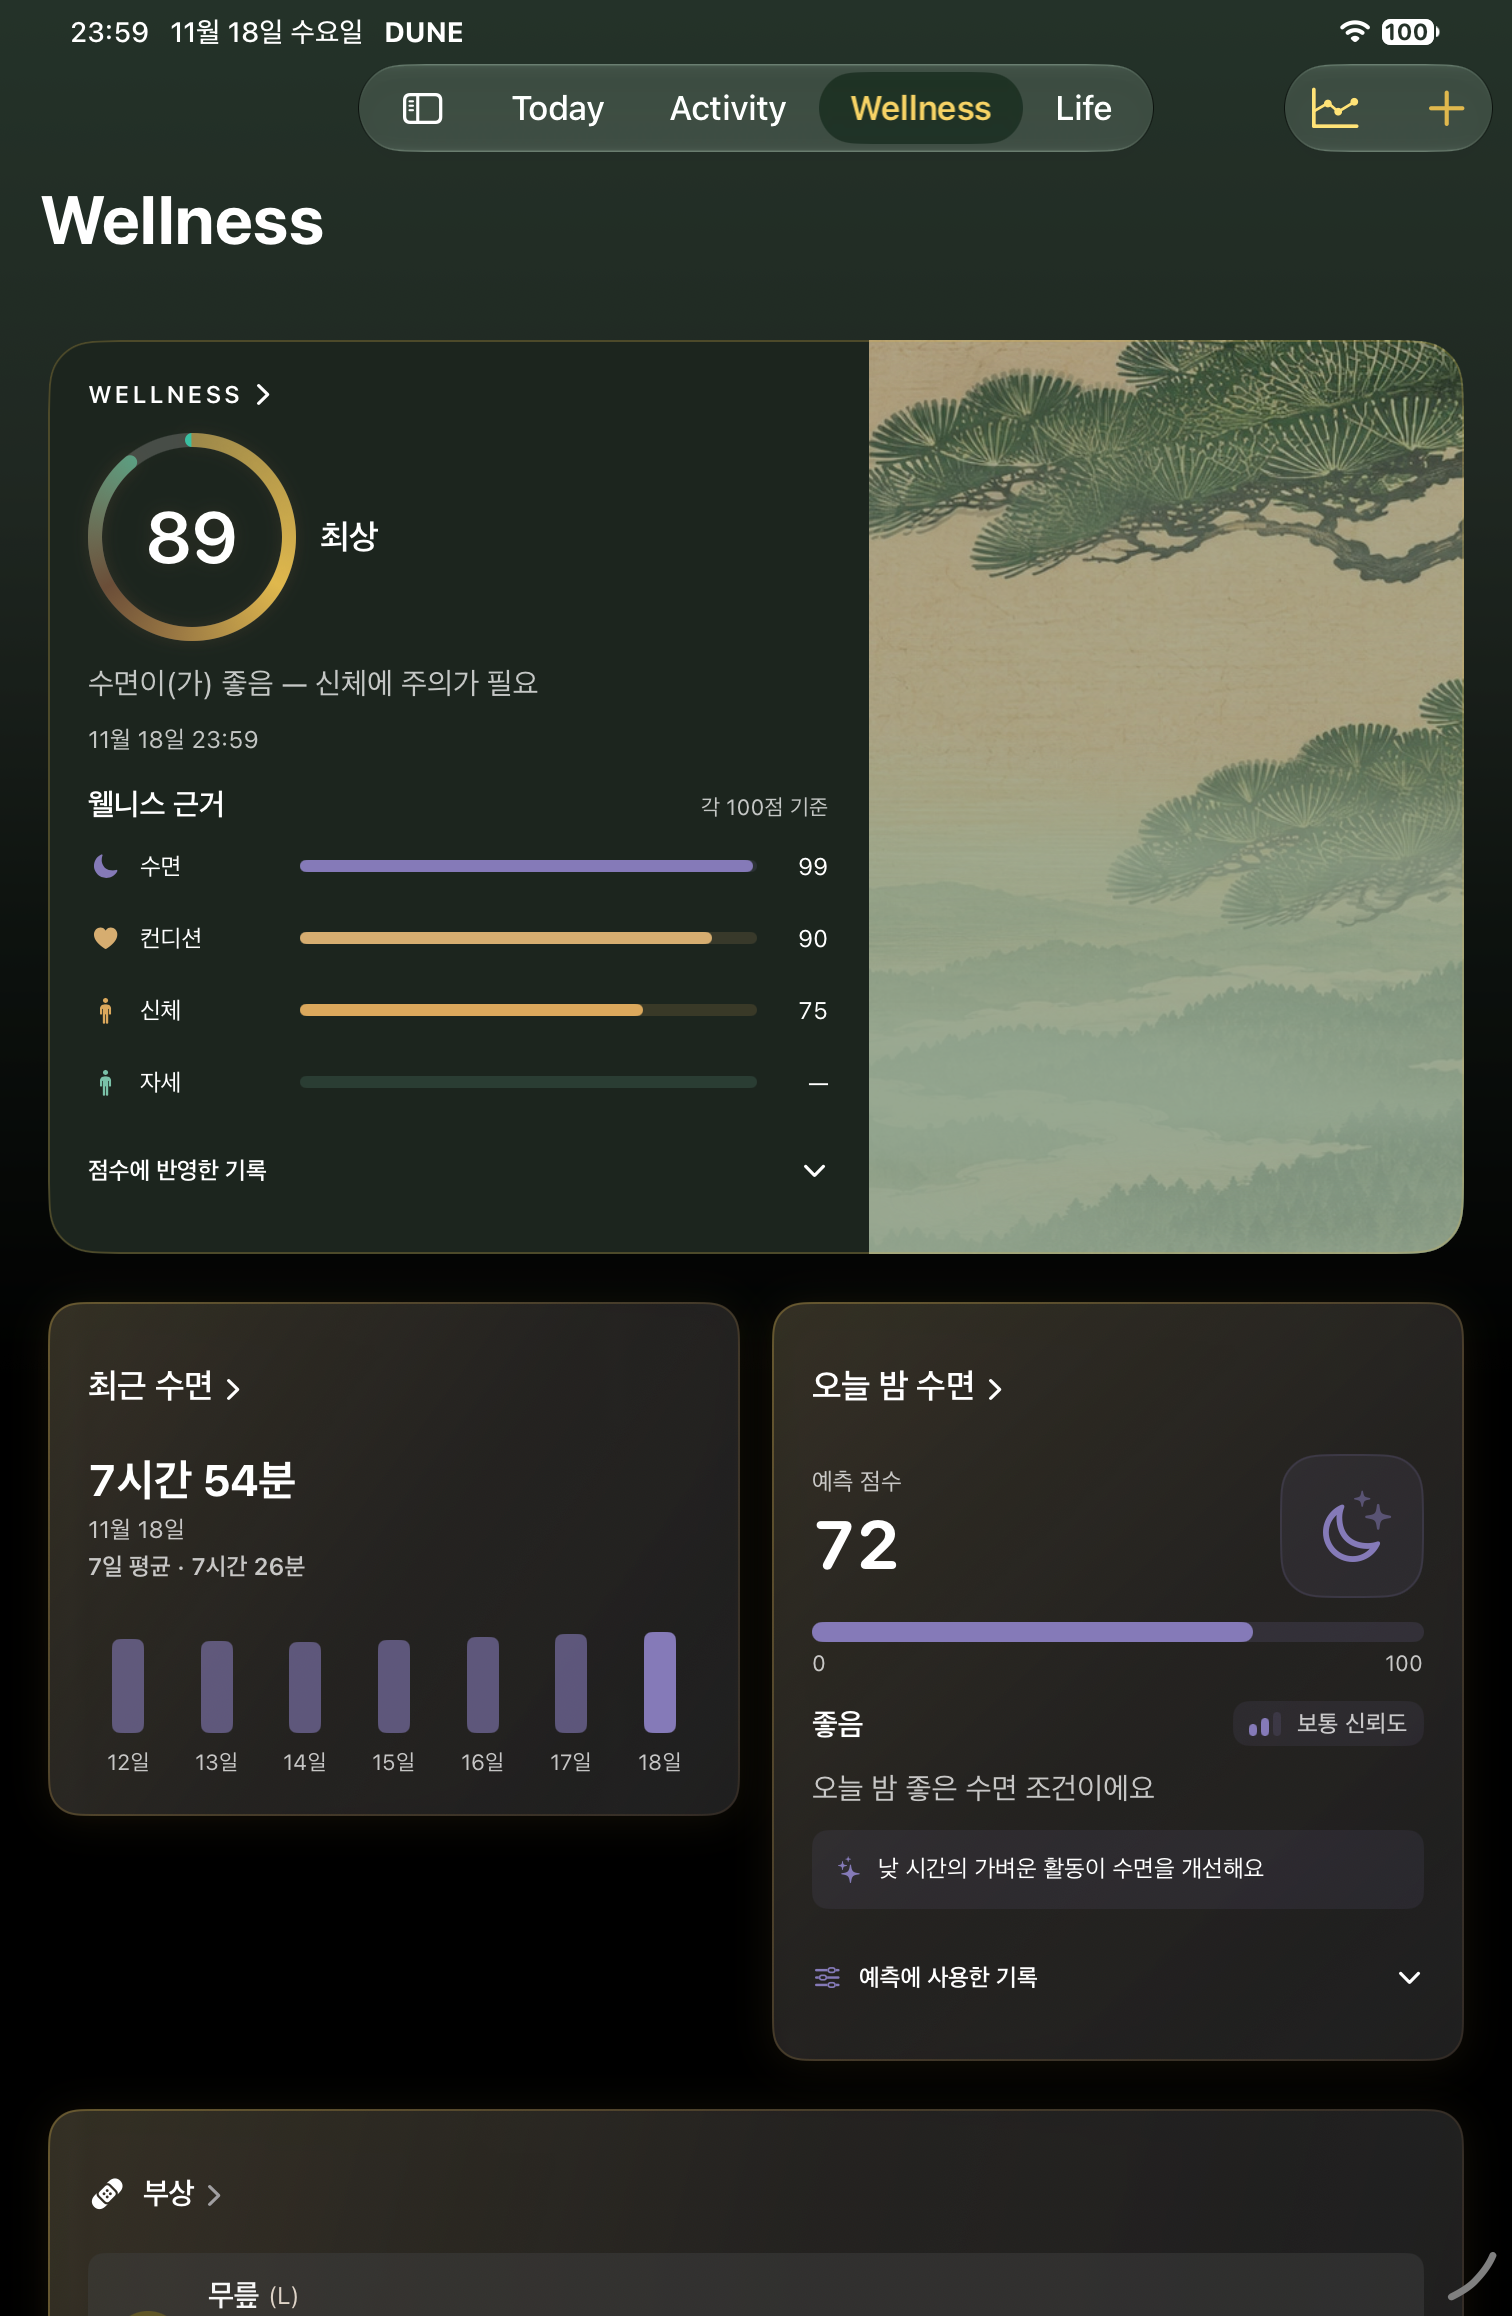 23:59 11월 18일 수요일 DUNE 100
Today Activity Wellness Life
Wellness
WELLNESS
89 최상
수면이(가) 좋음 — 신체에 주의가 필요
11월 18일 23:59
웰니스 근거 각 100점 기준
수면 99
컨디션 90
신체 75
자세 —
점수에 반영한 기록
최근 수면
7시간 54분
11월 18일
7일 평균 · 7시간 26분
12일 13일 14일 15일 16일 17일 18일
오늘 밤 수면
예측 점수
72
0 100
좋음 보통 신뢰도
오늘 밤 좋은 수면 조건이에요
낮 시간의 가벼운 활동이 수면을 개선해요
예측에 사용한 기록
부상
무릎 (L)